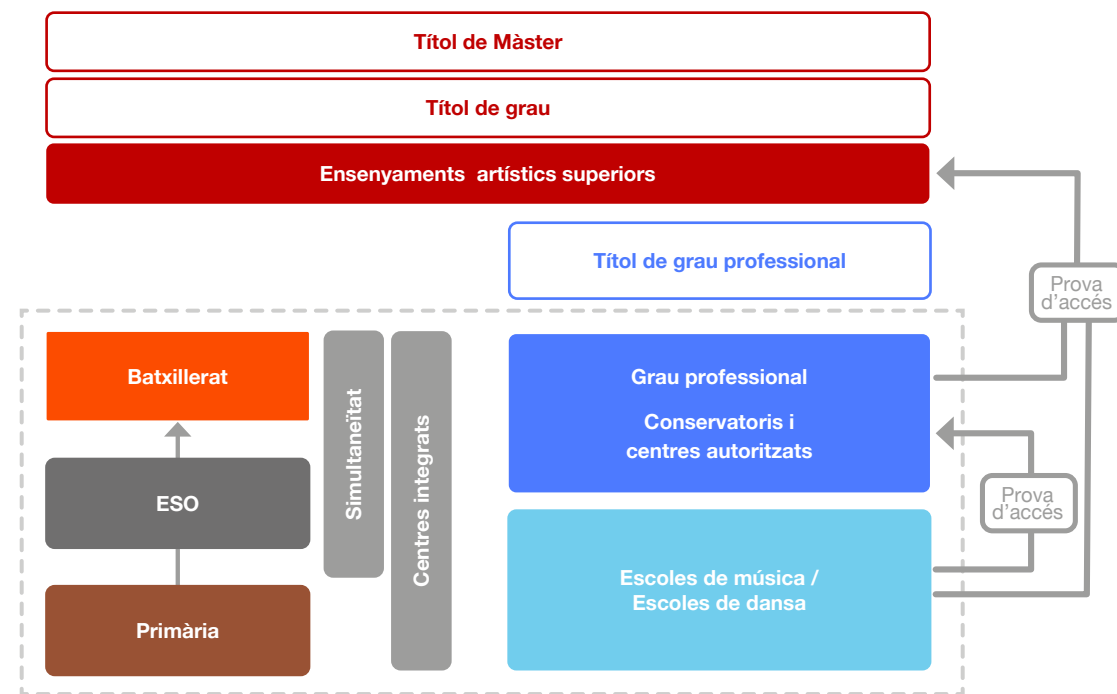 Títol de Màster
Títol de grau
Ensenyaments artístics superiors
Títol de grau professional
Prova
d'accés
Batxillerat
Simultaneïtat
Centres integrats
Grau professional
Conservatoris i
centres autoritzats
ESO
Prova
d'accés
Escoles de música /
Escoles de dansa
Primària